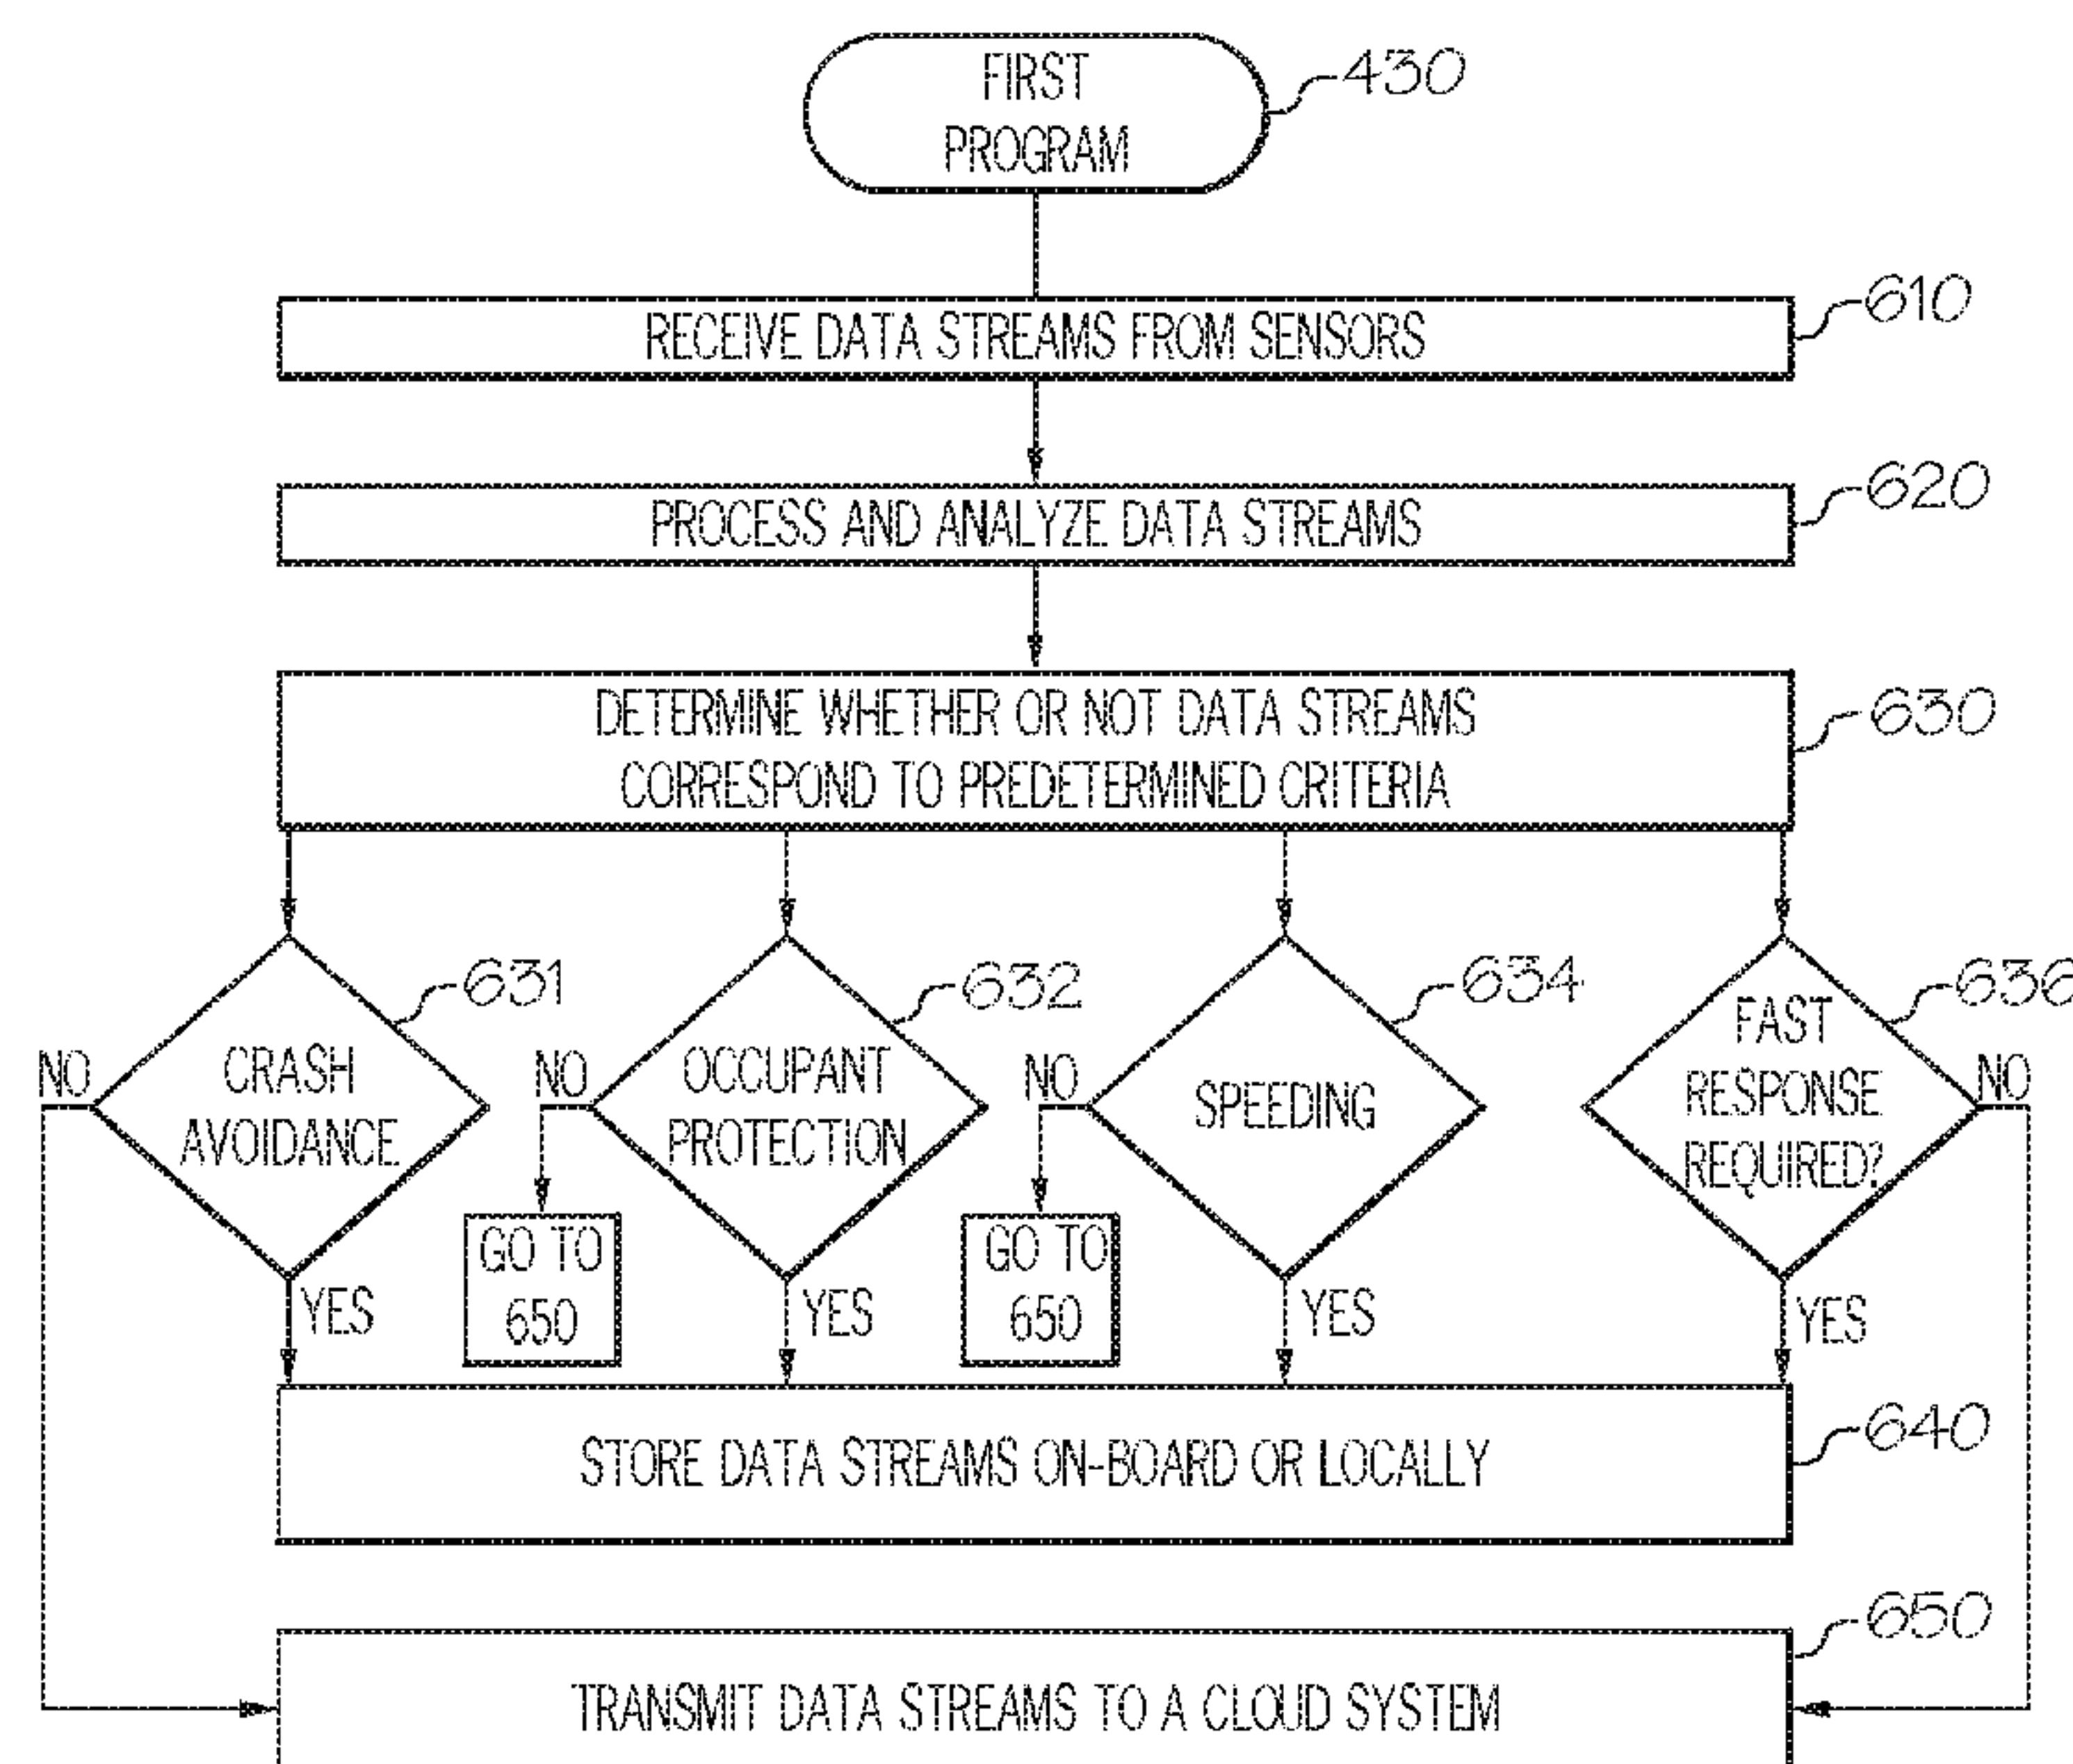 FIRST
PROGRAM
430
RECEIVE DATA STREAMS FROM SENSORS
610
PROCESS AND ANALYZE DATA STREAMS
620
DETERMINE WHETHER OR NOT DATA STREAMS
CORRESPOND TO PREDETERMINED CRITERIA
630
631
632
634
636
NO
CRASH
AVOIDANCE
YES
NO
OCCUPANT
PROTECTION
YES
GO TO
650
NO
SPEEDING
YES
GO TO
650
FAST
RESPONSE
REQUIRED?
NO
YES
STORE DATA STREAMS ON-BOARD OR LOCALLY
640
650
TRANSMIT DATA STREAMS TO A CLOUD SYSTEM